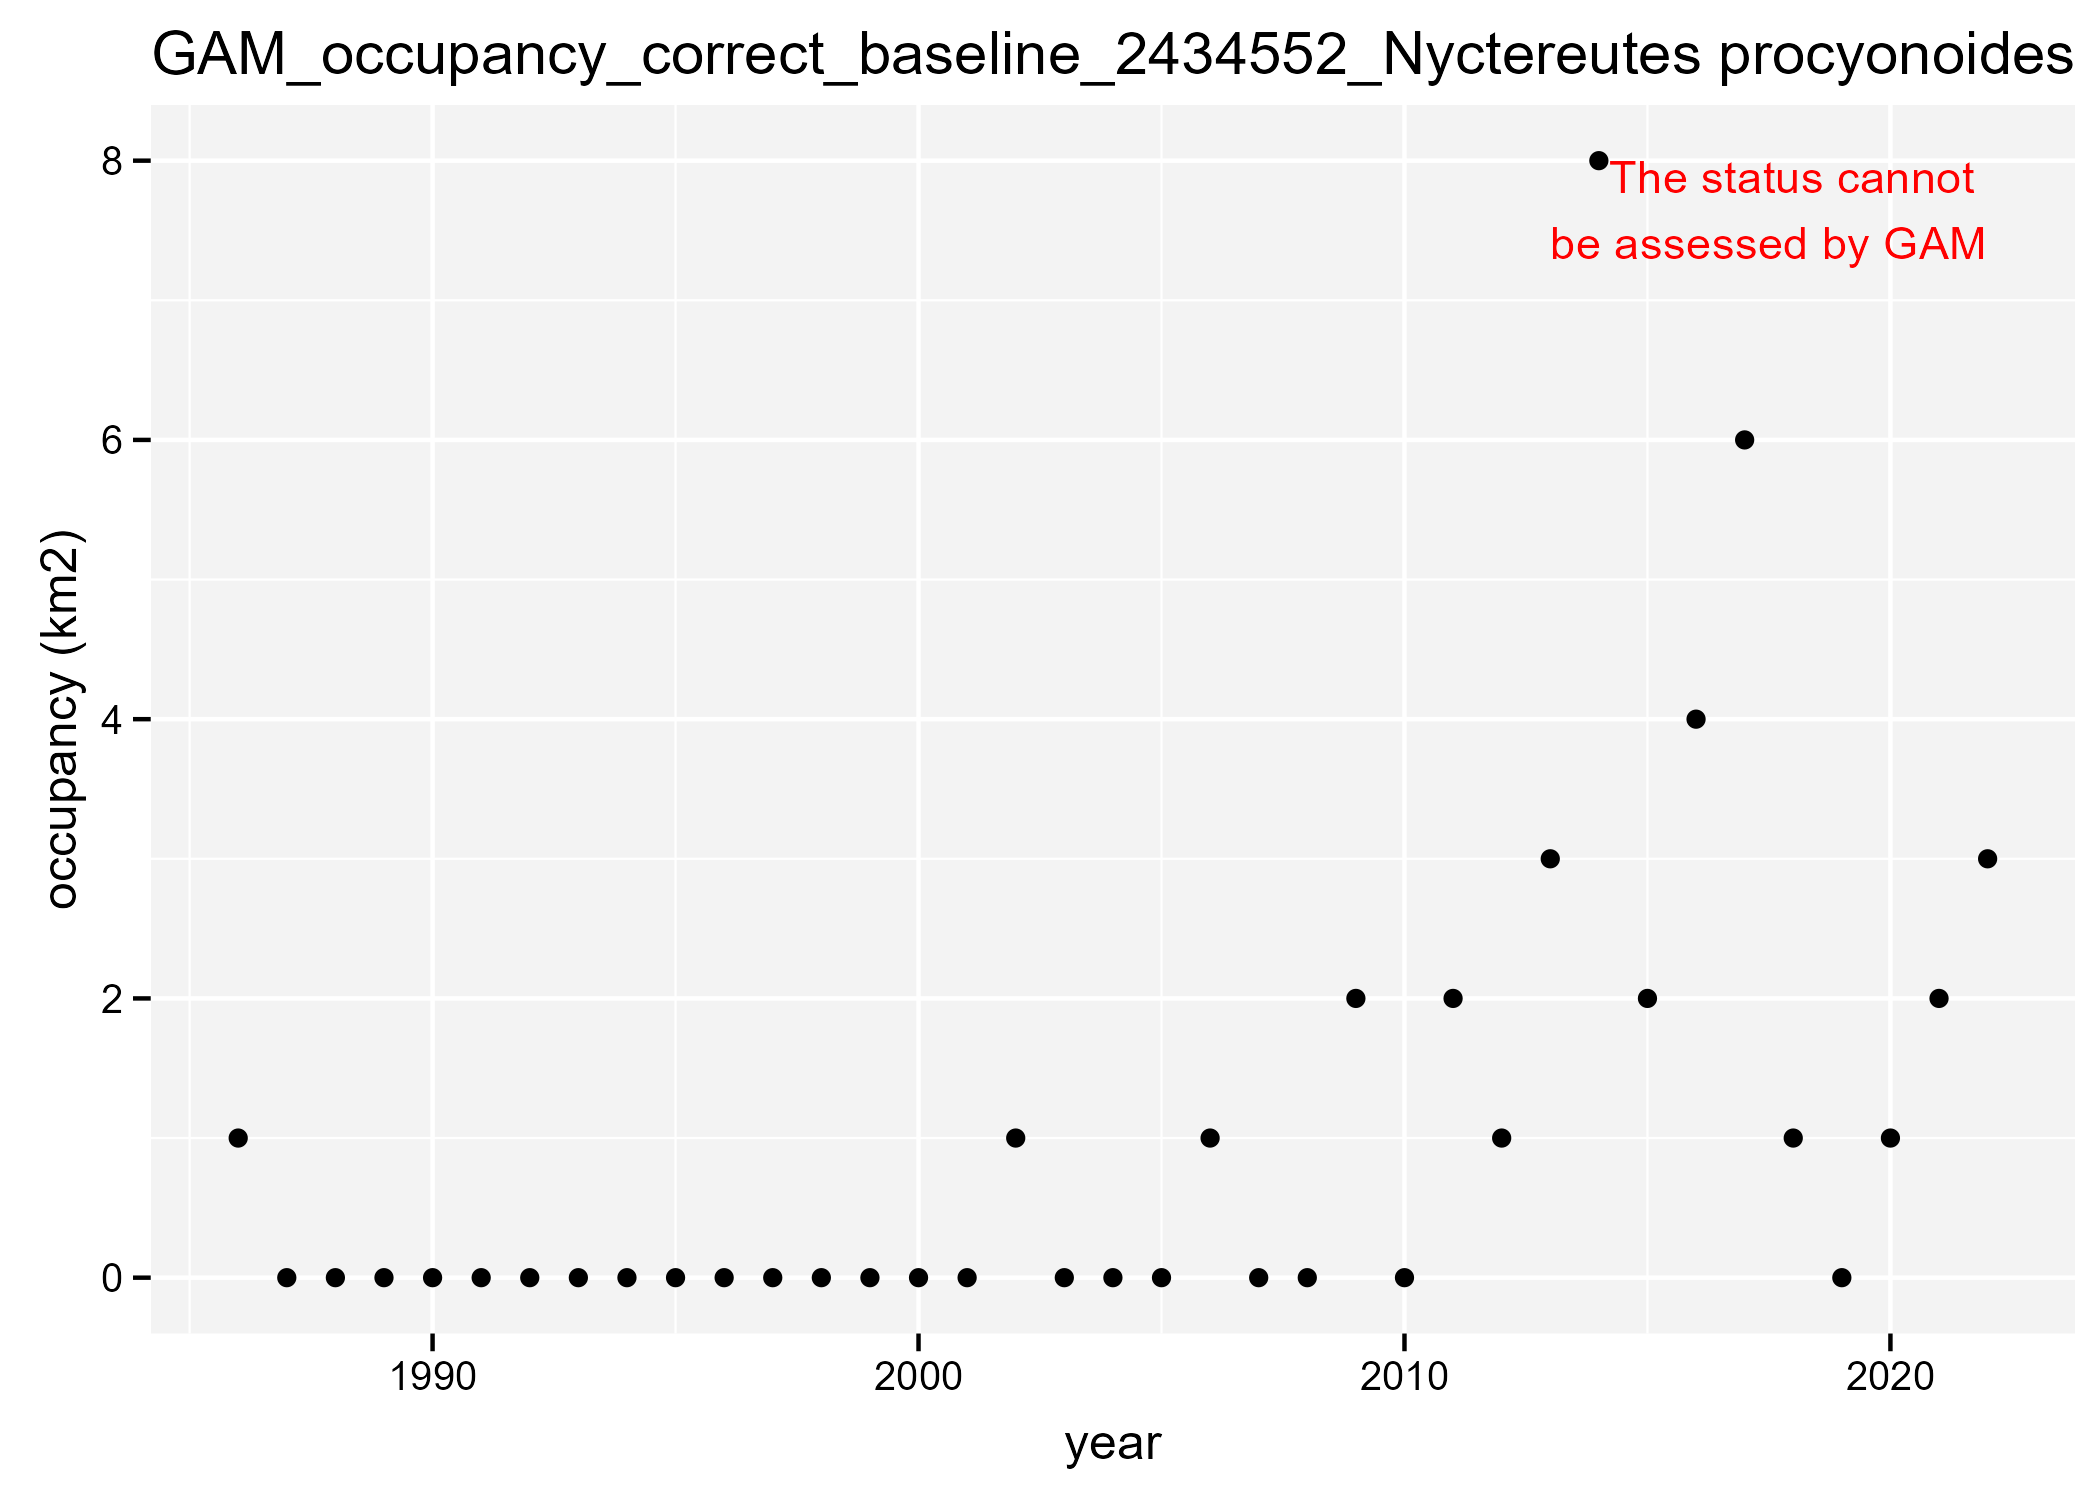 GAM_occupancy_correct_baseline_2434552_Nyctereutes procyonoides
8
The status cannot
be assessed by GAM
6
occupancy (km2)
4
2
0
1990 2000 2010 2020
year